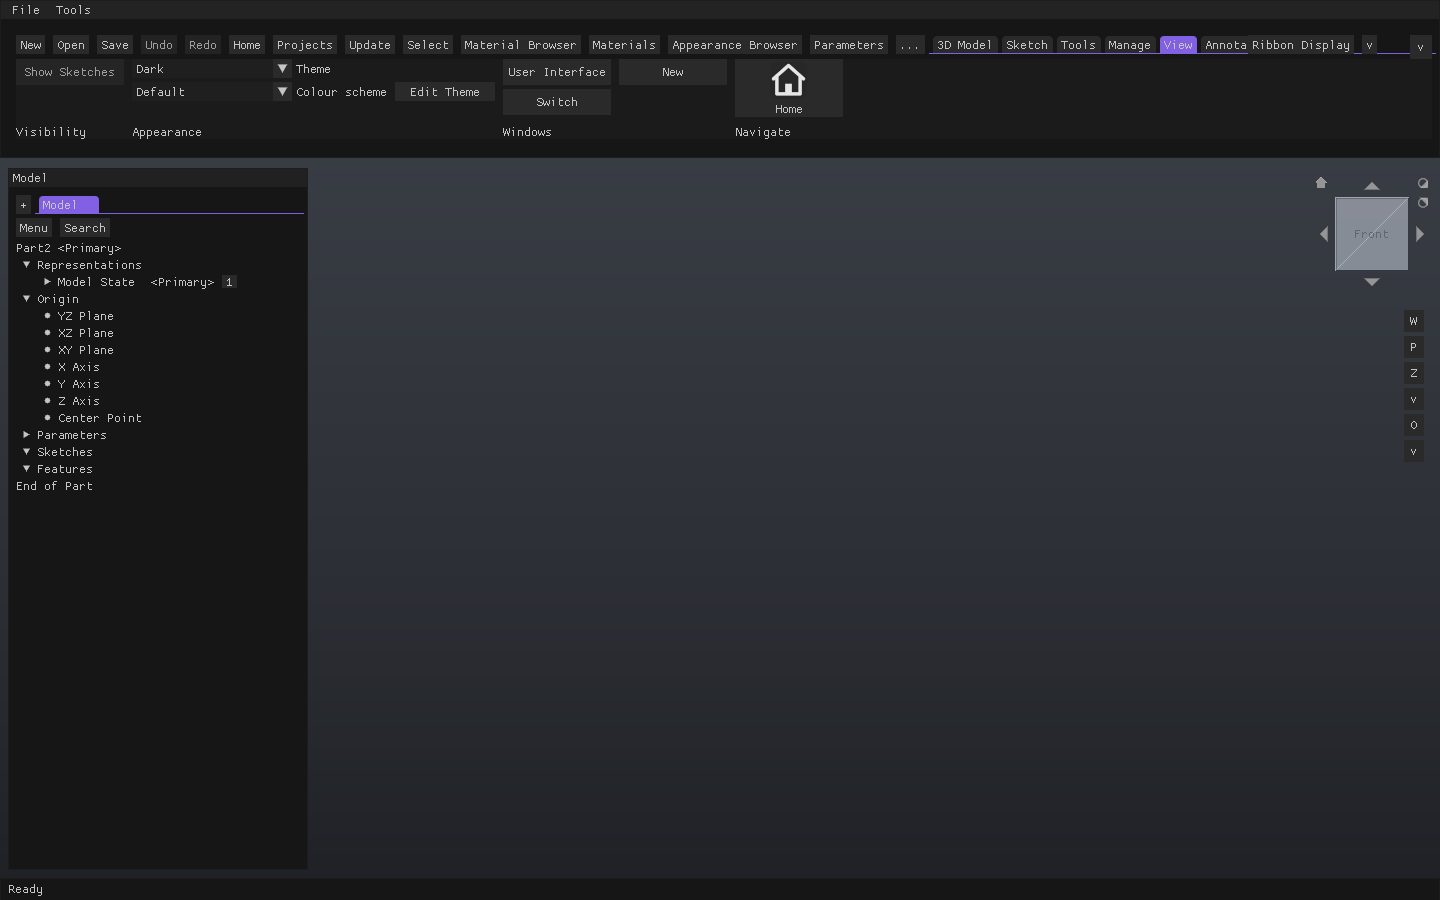 File Tools
New Open Save Undo Redo Home Projects Update Select Material Browser Materials Appearance Browser Parameters ... 3D Model Sketch Tools Manage View Annota Ribbon Display v v
Show Sketches Dark Theme User Interface New
Default Colour scheme Edit Theme Switch
Home
Visibility Appearance Windows Navigate
Model
+ Model
Menu Search
Part2 <Primary>
Representations
Model State <Primary> 1
Origin
YZ Plane
XZ Plane
XY Plane
X Axis
Y Axis
Z Axis
Center Point
Parameters
Sketches
Features
End of Part
Front
W
P
Z
v
O
v
Ready